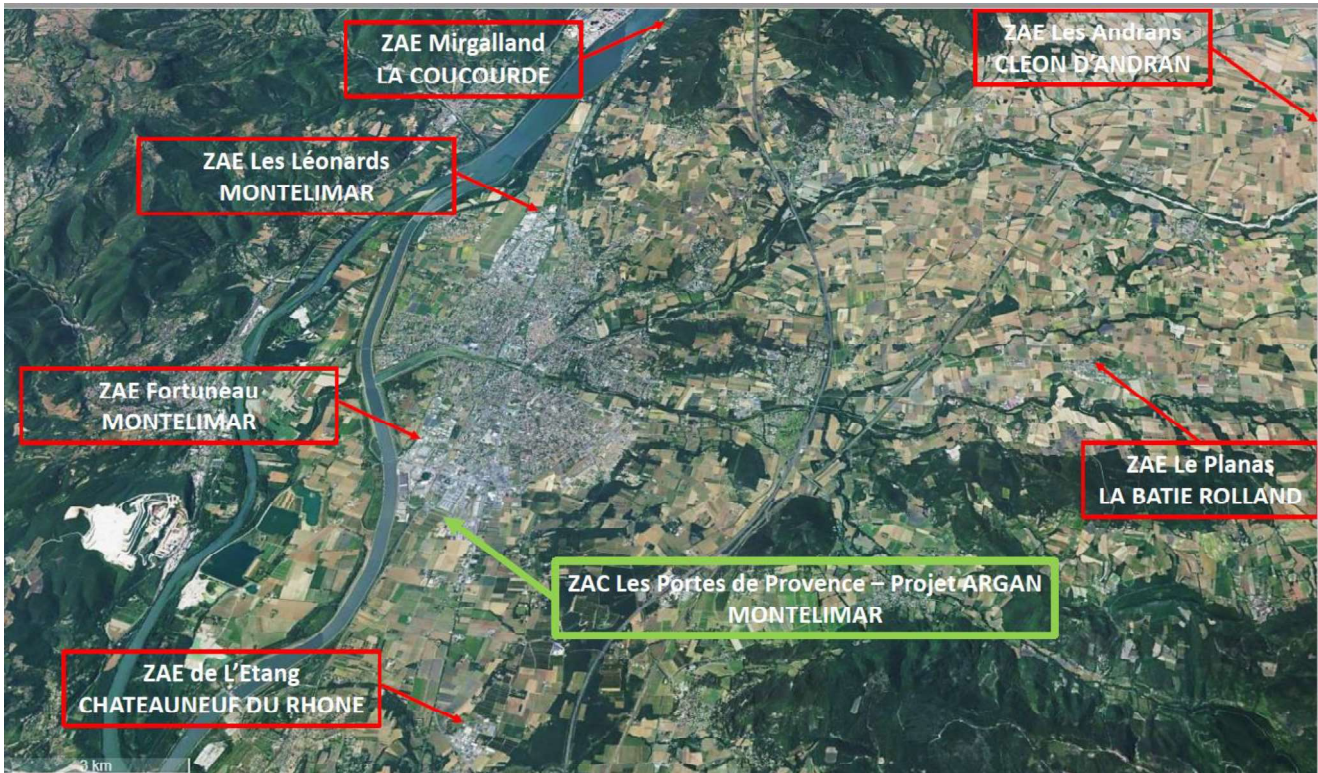 ZAE Mirgalland
LA COUCOURDE
ZAE Les Andrans
CLEON D'ANDRAN
ZAE Les Léonards
MONTELIMAR
ZAE Fortuneau
MONTELIMAR
ZAE Le Planas
LA BATIE ROLLAND
ZAC Les Portes de Provence – Projet ARGAN
MONTELIMAR
ZAE de L'Etang
CHATEAUNEUF DU RHONE
3 km